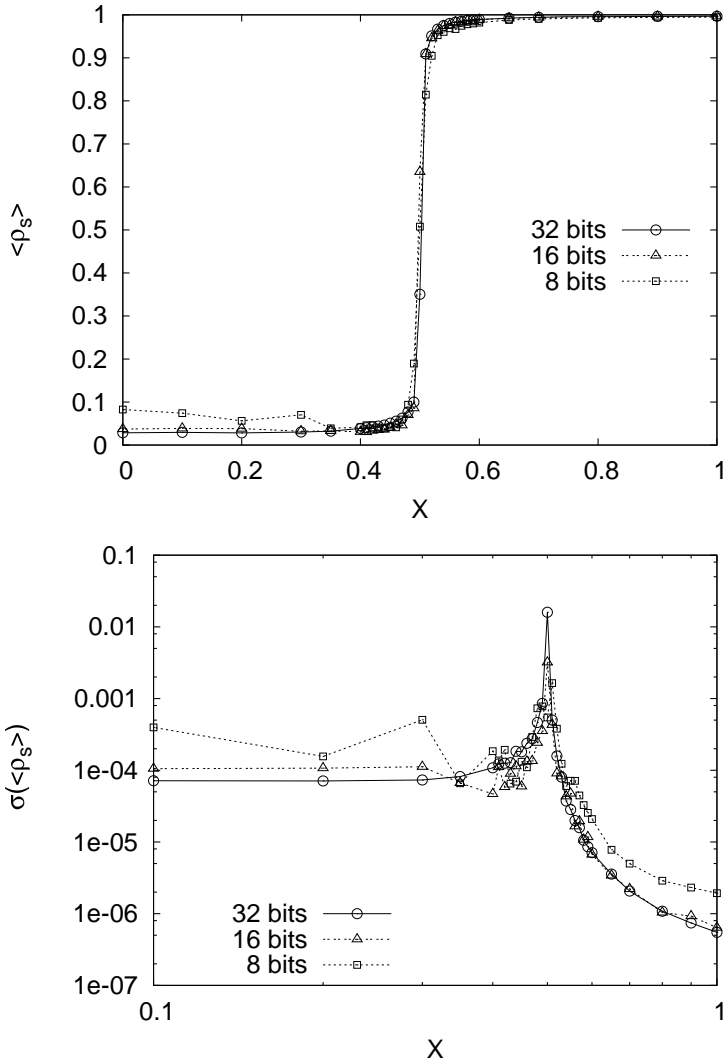 1
0.9
0.8
0.7
0.6
0.5
0.4
0.3
0.2
0.1
0
<ρs>
32 bits
16 bits
8 bits
0 0.2 0.4 0.6 0.8 1
X
0.1
0.01
0.001
1e-04
1e-05
1e-06
1e-07
σ(<ρs>)
32 bits
16 bits
8 bits
0.1 1
X